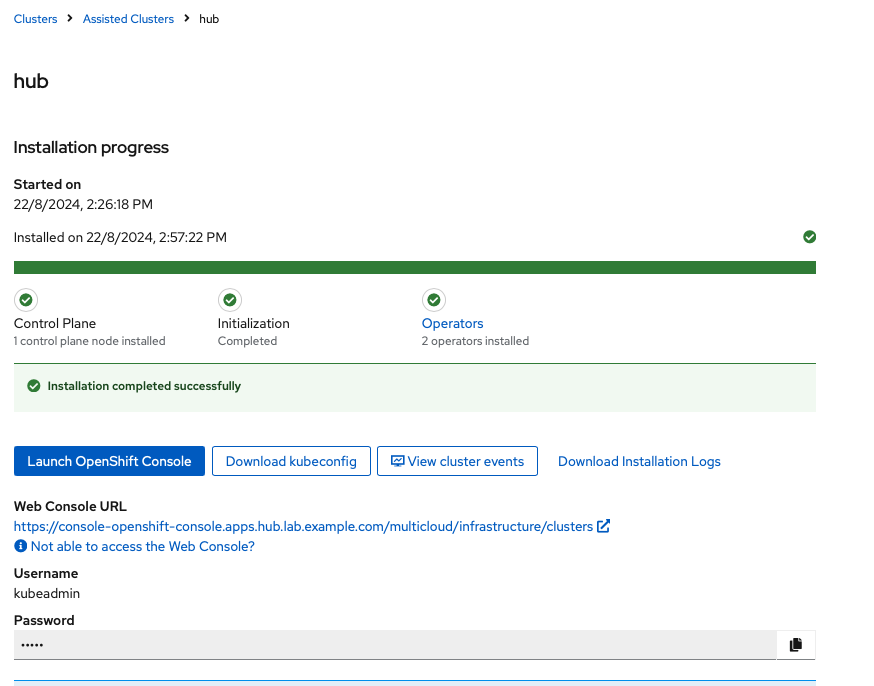 Clusters > Assisted Clusters > hub
hub
Installation progress
Started on
22/8/2024, 2:26:18 PM
Installed on 22/8/2024, 2:57:22 PM
Control Plane Initialization Operators
1 control plane node installed Completed 2 operators installed
Installation completed successfully
Launch OpenShift Console Download kubeconfig View cluster events Download Installation Logs
Web Console URL
https://console-openshift-console.apps.hub.lab.example.com/multicloud/infrastructure/clusters
Not able to access the Web Console?
Username
kubeadmin
Password
•••••